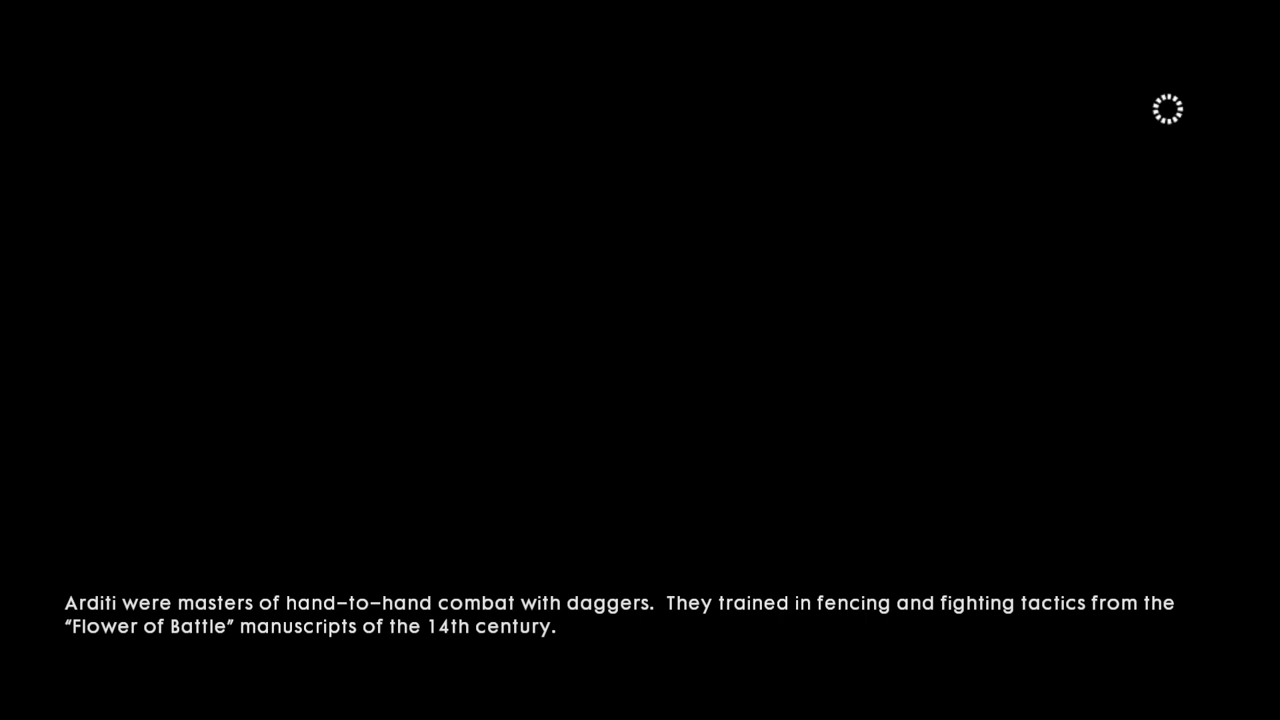 Arditi were masters of hand-to-hand combat with daggers.  They trained in fencing and fighting tactics from the
“Flower of Battle” manuscripts of the 14th century.